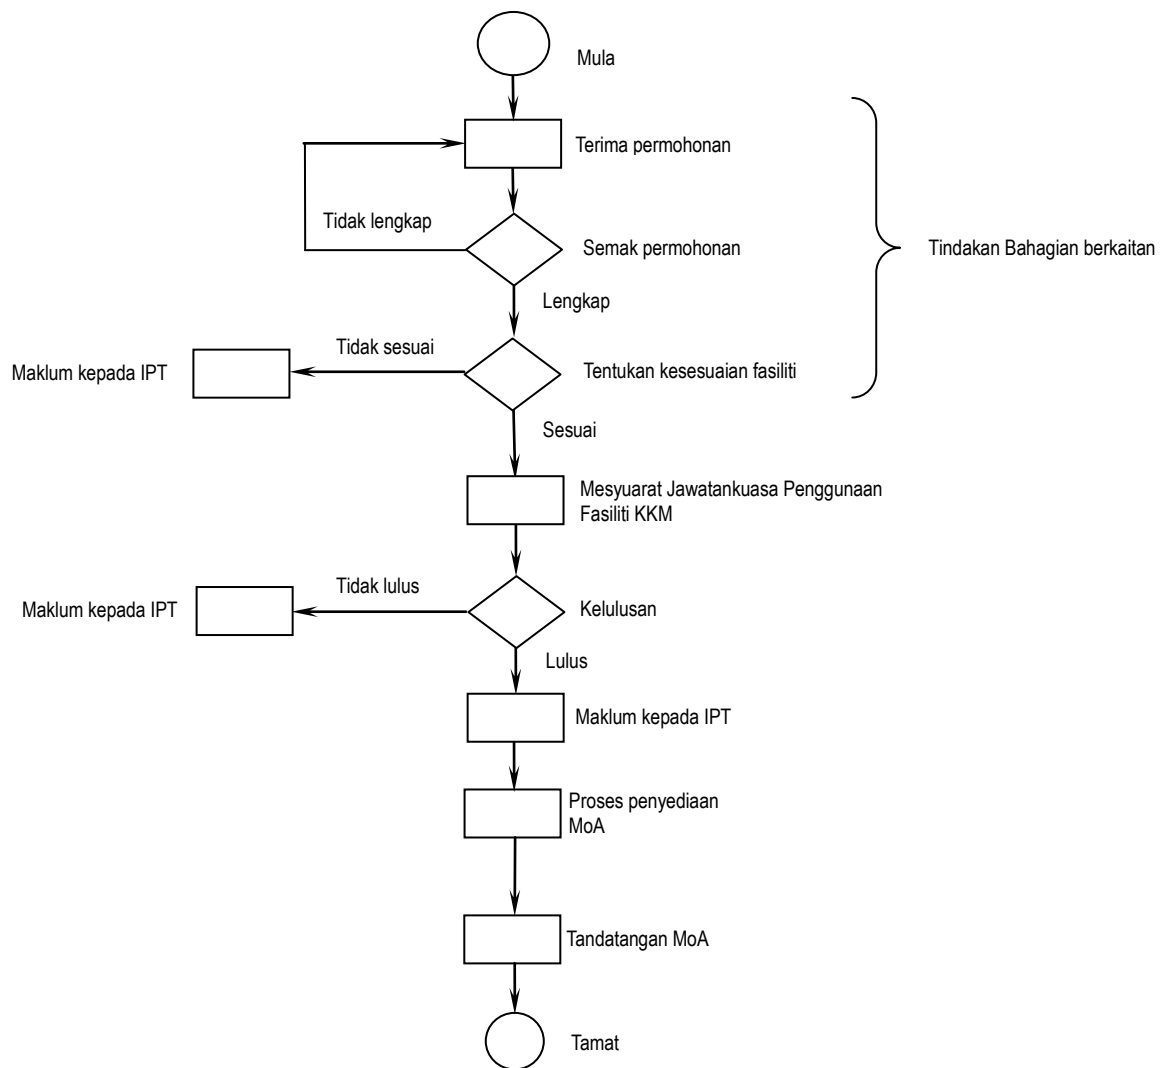 Mula
Terima permohonan
Tidak lengkap
Semak permohonan
Tindakan Bahagian berkaitan
Lengkap
Tidak sesuai
Maklum kepada IPT
Tentukan kesesuaian fasiliti
Sesuai
Mesyuarat Jawatankuasa Penggunaan
Fasiliti KKM
Tidak lulus
Maklum kepada IPT
Kelulusan
Lulus
Maklum kepada IPT
Proses penyediaan
MoA
Tandatangan MoA
Tamat